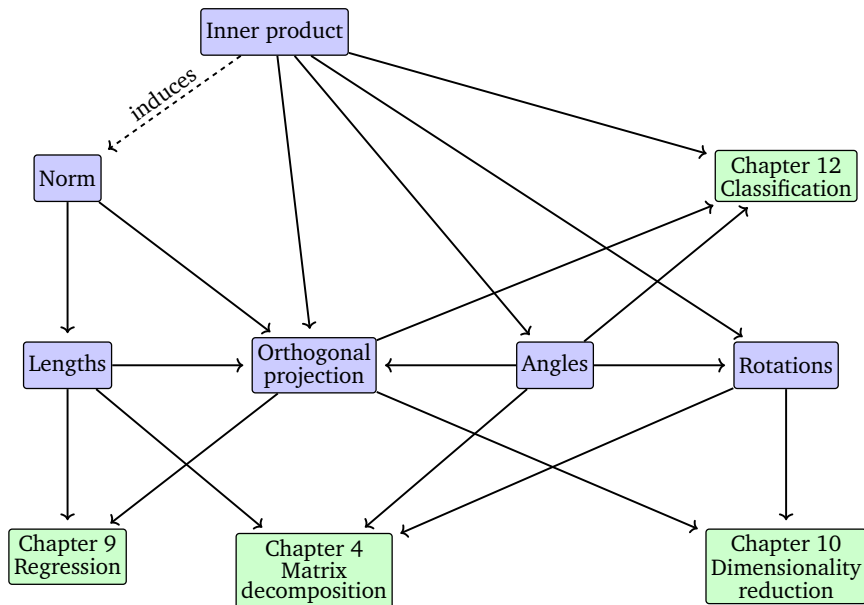 Inner product
induces
Norm
Chapter 12
Classification
Lengths
Orthogonal
projection
Angles
Rotations
Chapter 9
Regression
Chapter 4
Matrix
decomposition
Chapter 10
Dimensionality
reduction